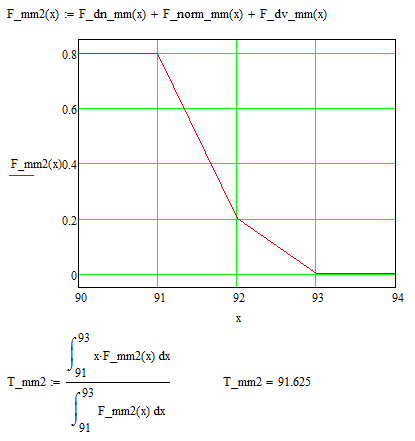 F_mm2(x) := F_dn_mm(x) + F_norm_mm(x) + F_dv_mm(x)
0.8
0.6
F_mm2(x) 0.4
0.2
0
90 91 92 93 94
x
∫ 91 93 x·F_mm2(x) dx
T_mm2 := T_mm2 = 91.625
∫ 91 93 F_mm2(x) dx